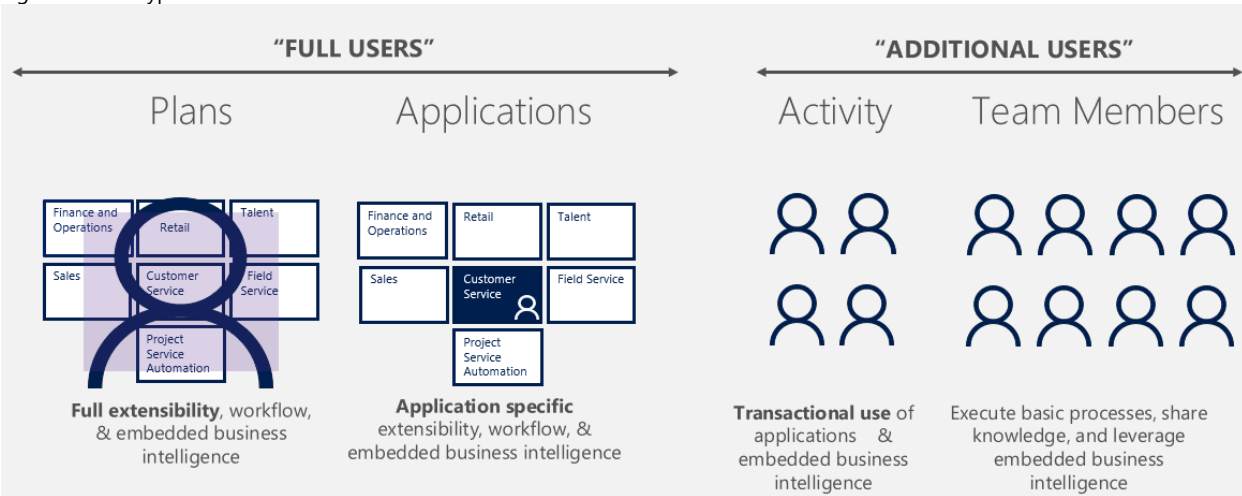 “FULL USERS”
“ADDITIONAL USERS”
Plans
Applications
Activity
Team Members
Finance and
Operations
Retail
Talent
Sales
Customer
Service
Field
Service
Project
Service
Automation
Finance and
Operations
Retail
Talent
Sales
Customer
Service
Field Service
Project
Service
Automation
Full extensibility, workflow,
& embedded business
intelligence
Application specific
extensibility, workflow, &
embedded business intelligence
Transactional use of
applications &
embedded business
intelligence
Execute basic processes, share
knowledge, and leverage
embedded business
intelligence